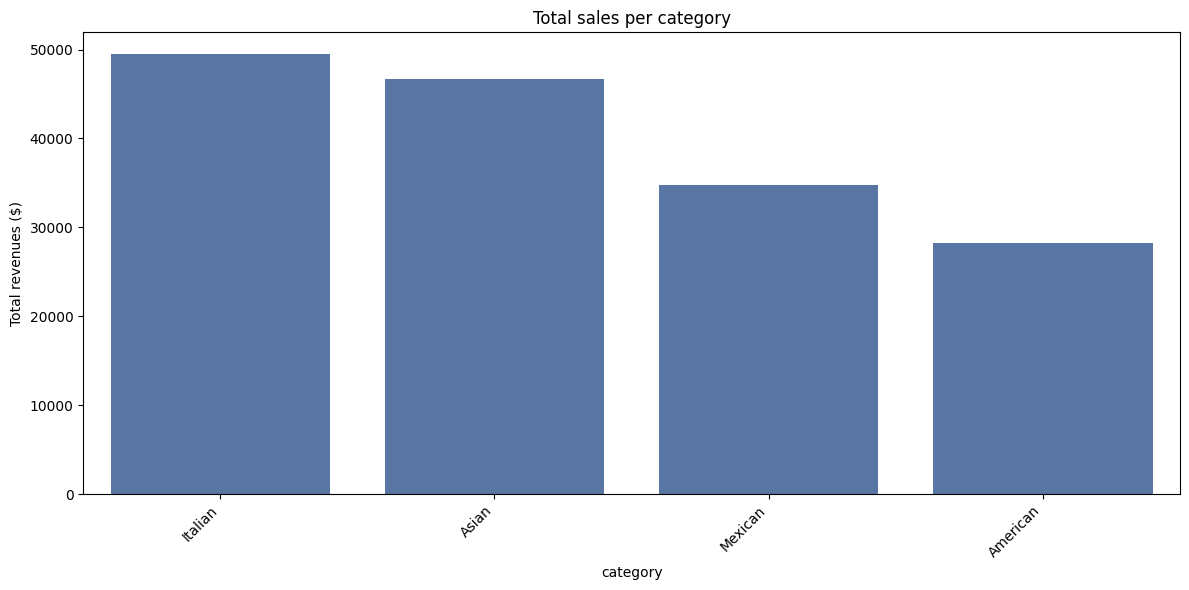 Total sales per category
Total revenues ($)
50000
40000
30000
20000
10000
0
Italian
Asian
Mexican
American
category